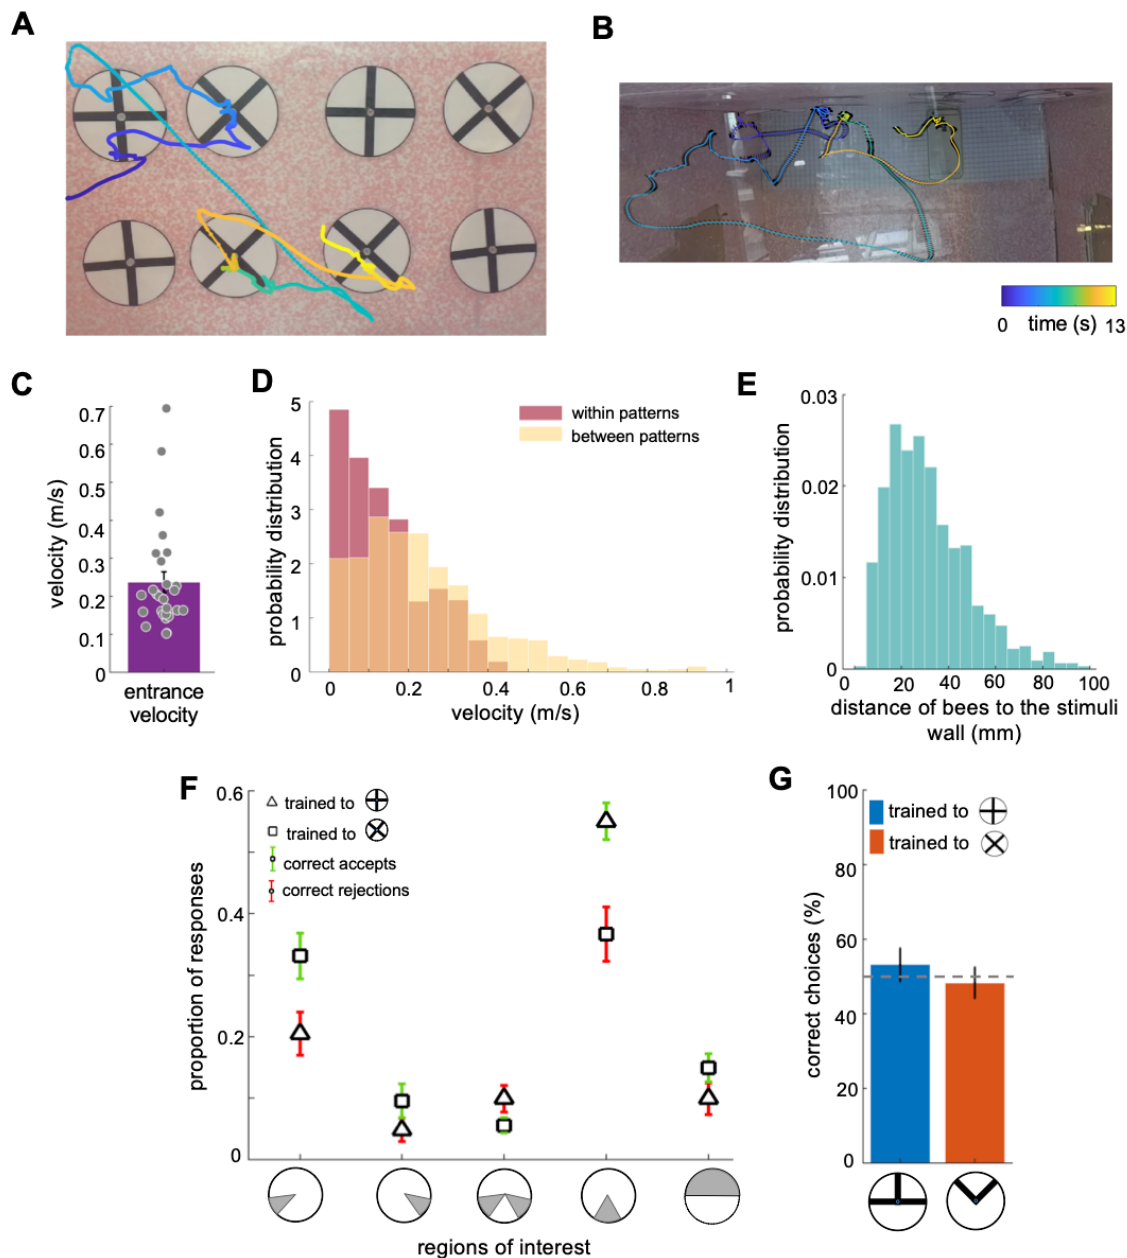 A
B
0 time (s) 13
C
0.7
0.6
0.5
0.4
0.3
0.2
0.1
0
velocity (m/s)
entrance
velocity
D
5
4
3
2
1
0
probability distribution
within patterns
between patterns
0 0.2 0.4 0.6 0.8 1
velocity (m/s)
E
0.03
0.02
0.01
0
probability distribution
0 20 40 60 80 100
distance of bees to the stimuli
wall (mm)
F
0.6
0.4
0.2
0
proportion of responses
trained to
trained to
correct accepts
correct rejections
regions of interest
G
100
80
60
40
20
0
correct choices (%)
trained to
trained to